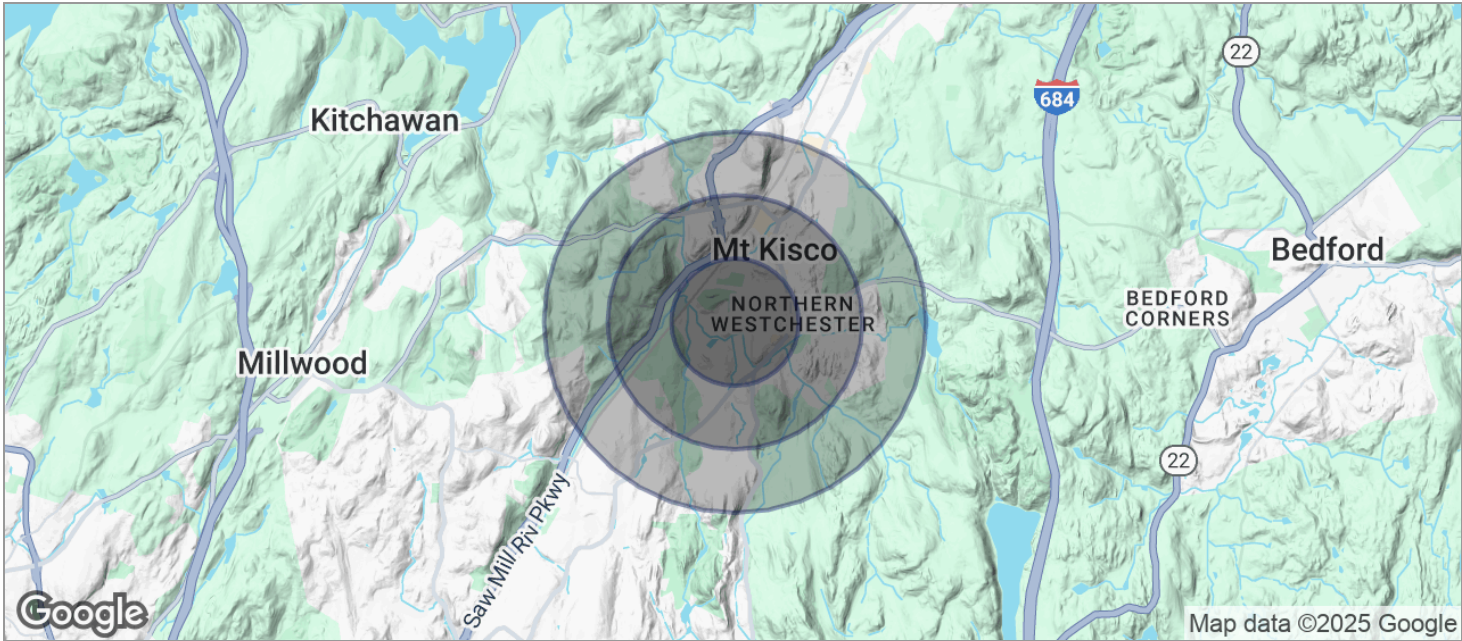 22
684
Kitchawan
Mt Kisco
Bedford
NORTHERN
WESTCHESTER
BEDFORD
CORNERS
Millwood
22
Saw Mill Riv Pkwy
Google
Map data ©2025 Google